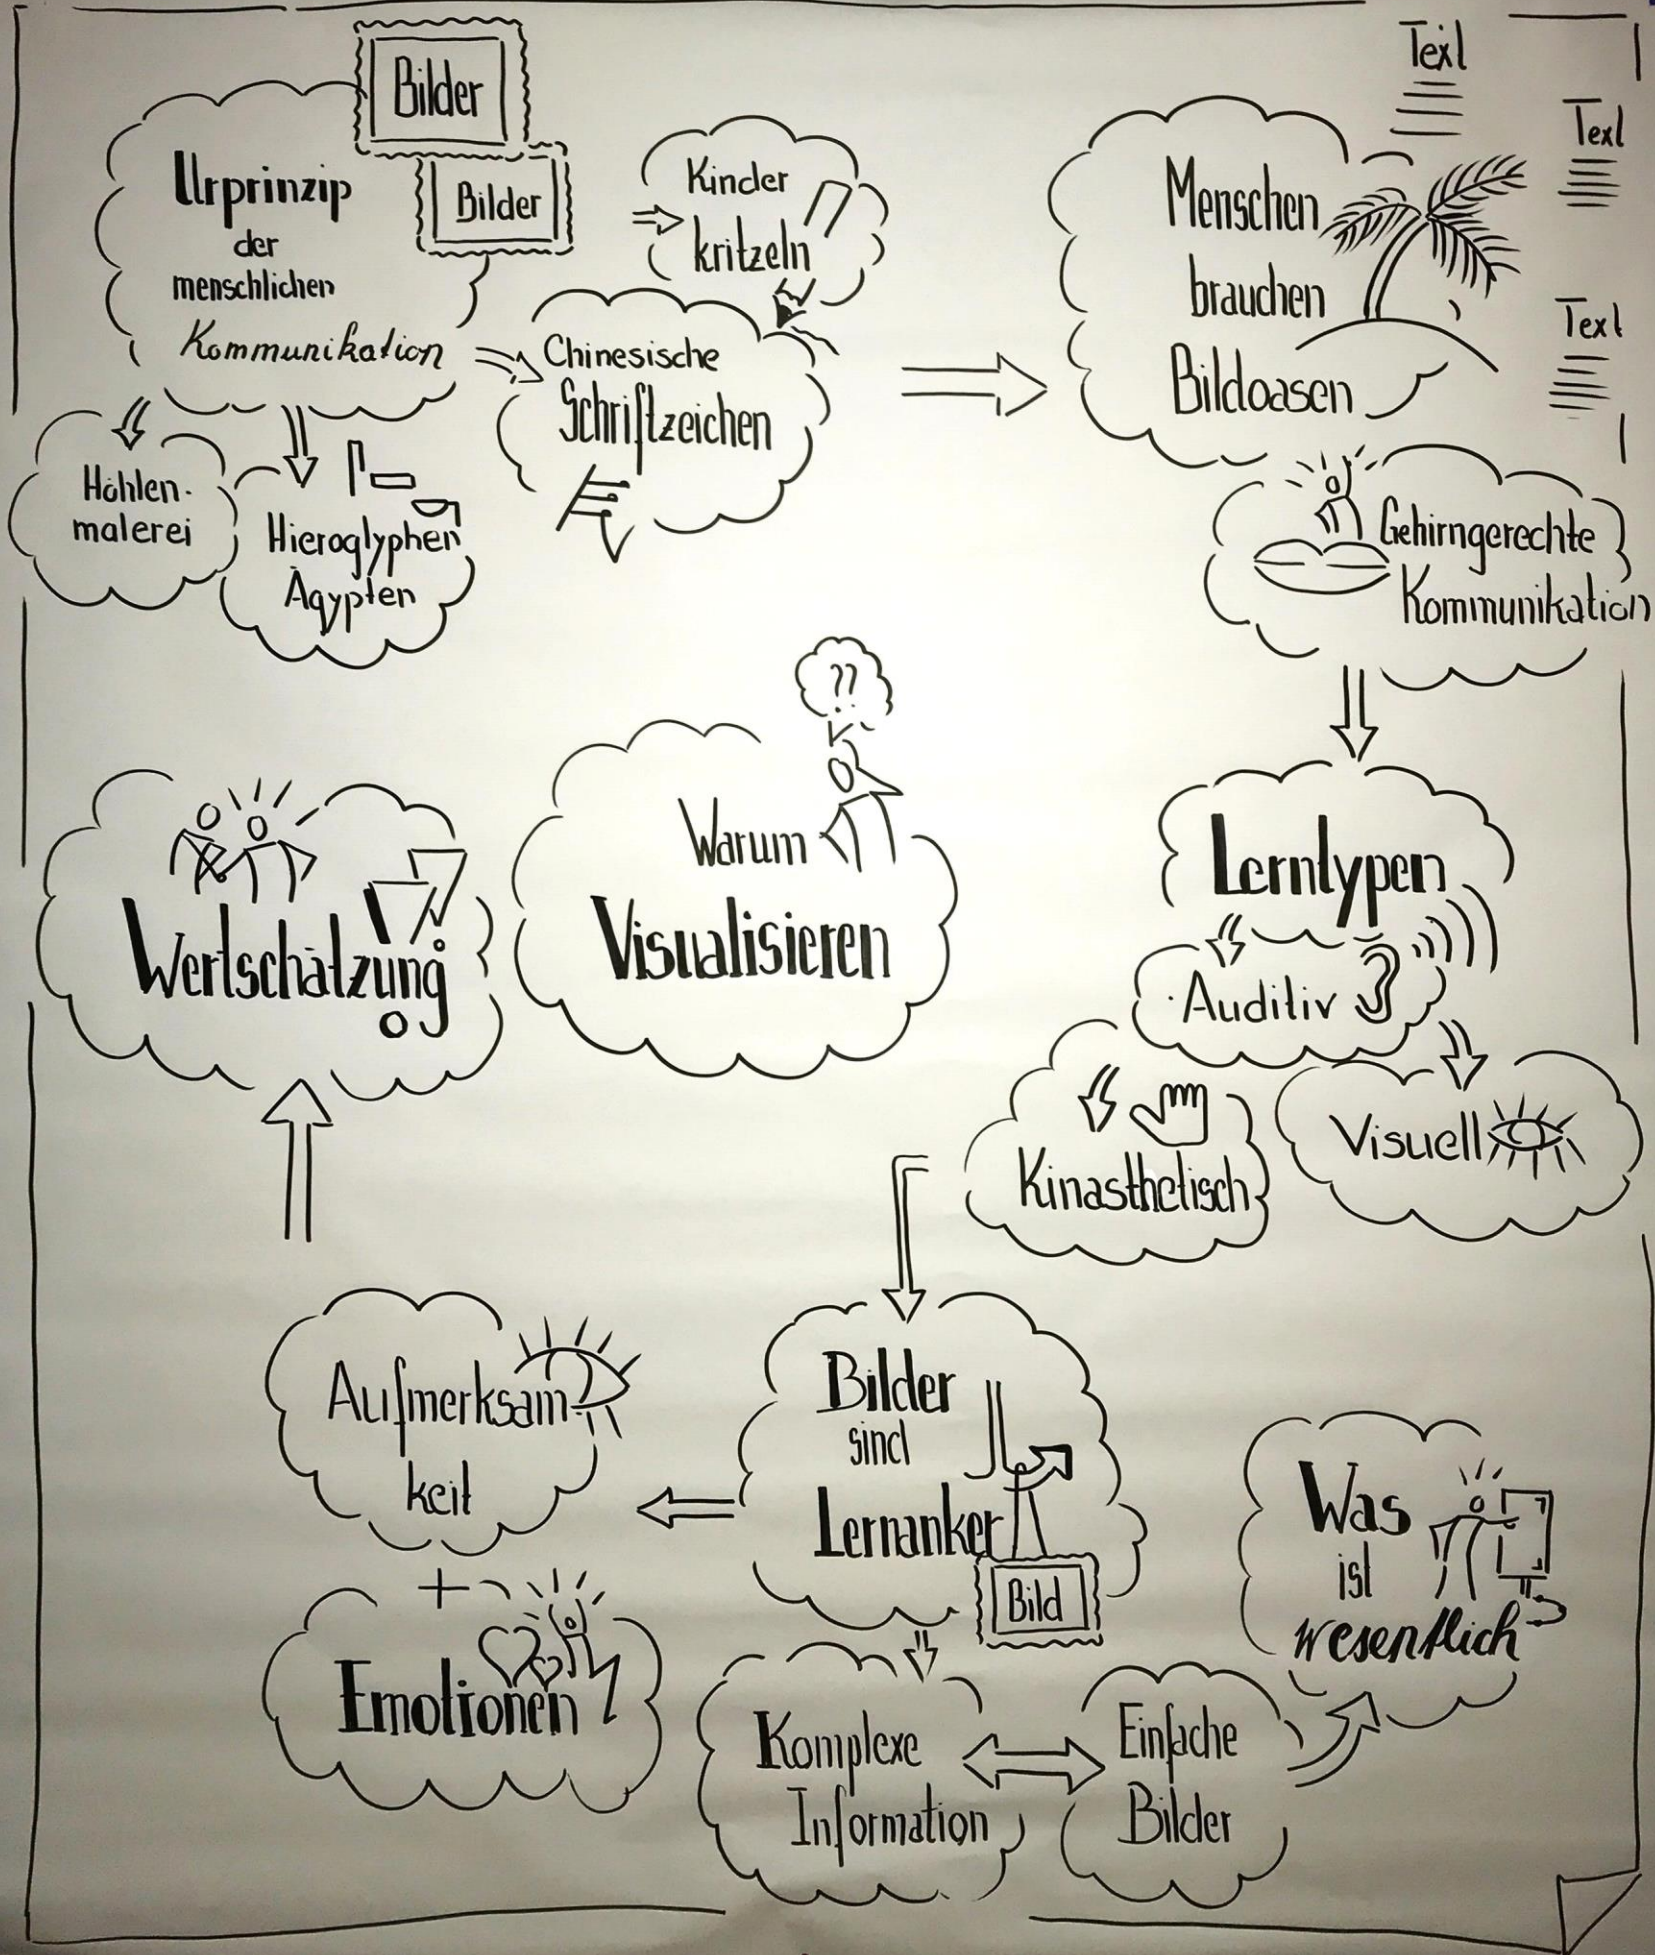 Bilder
Bilder
Urprinzip
der
menschlichen
Kommunikation
Höhlen-
malerei
Hieroglyphen
Ägypten
Kinder
kritzeln
Chinesische
Schriftzeichen
Menschen
brauchen
Bildoasen
Text
Text
Text
Gehirngerechte
Kommunikation
??
Warum
Visualisieren
Lerntypen
Auditiv
Kinästhetisch
Visuell
Bilder
sind
Lernanker
Bild
Komplexe
Information
Einfache
Bilder
Was
ist
wesentlich
Aufmerksam-
keit
+
Emotionen
Wertschätzung